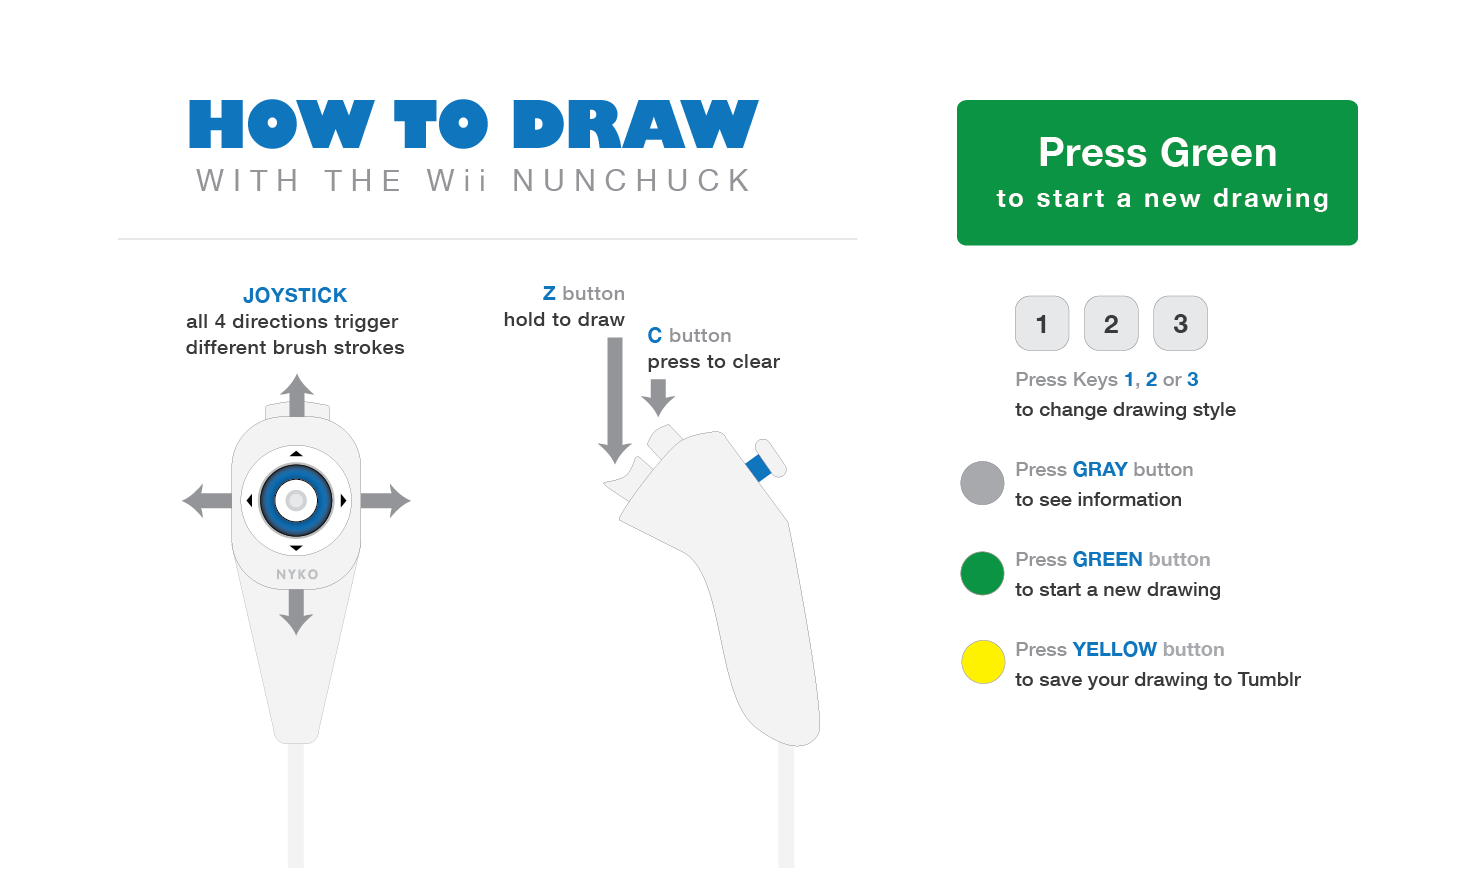 HOW TO DRAW
WITH THE Wii NUNCHUCK
Press Green
to start a new drawing
JOYSTICK
all 4 directions trigger
different brush strokes
Z button
hold to draw
C button
press to clear
NYKO
1 2 3
Press Keys 1, 2 or 3
to change drawing style
Press GRAY button
to see information
Press GREEN button
to start a new drawing
Press YELLOW button
to save your drawing to Tumblr